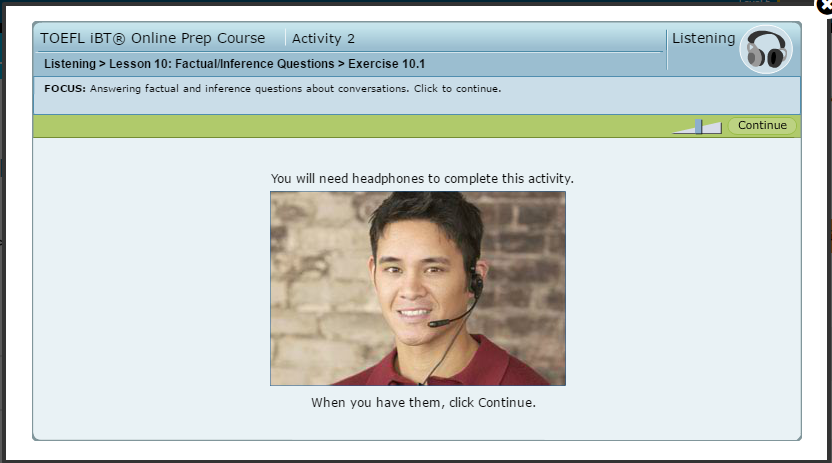 TOEFL iBT® Online Prep Course Activity 2 Listening
Listening > Lesson 10: Factual/Inference Questions > Exercise 10.1
FOCUS: Answering factual and inference questions about conversations. Click to continue.
Continue
You will need headphones to complete this activity.
When you have them, click Continue.